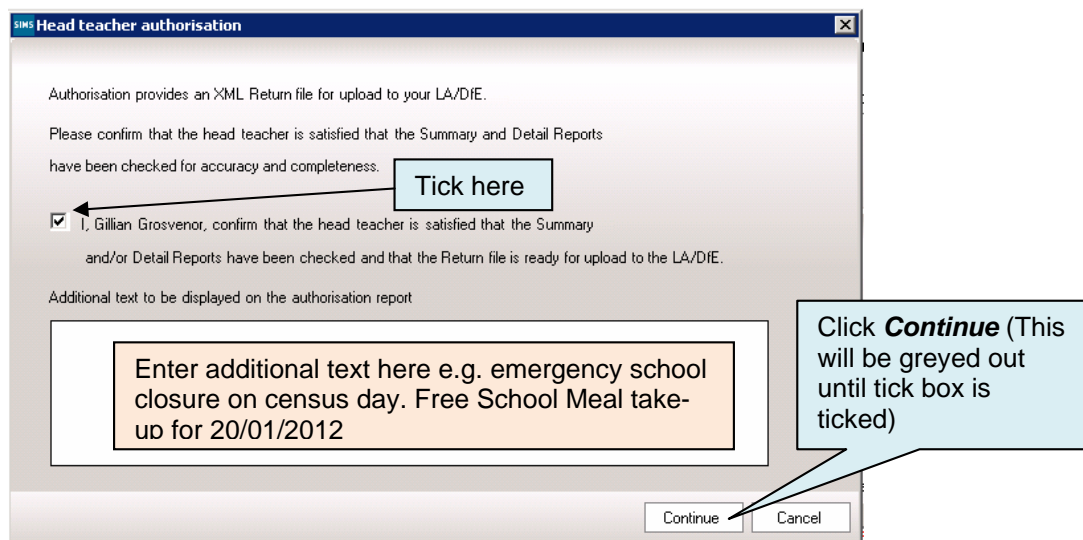 SIMS Head teacher authorisation
Authorisation provides an XML Return file for upload to your LA/DfE.
Please confirm that the head teacher is satisfied that the Summary and Detail Reports
have been checked for accuracy and completeness.
Tick here
I, Gillian Grosvenor, confirm that the head teacher is satisfied that the Summary
and/or Detail Reports have been checked and that the Return file is ready for upload to the LA/DfE.
Additional text to be displayed on the authorisation report
Enter additional text here e.g. emergency school
closure on census day. Free School Meal take-
up for 20/01/2012
Click Continue (This
will be greyed out
until tick box is
ticked)
Continue
Cancel